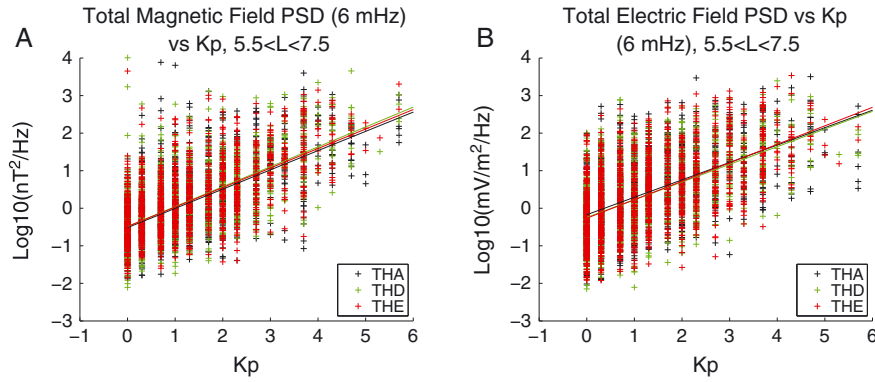 A
Total Magnetic Field PSD (6 mHz)
vs Kp, 5.5<L<7.5
Log10(nT²/Hz)
4
3
2
1
0
−1
−2
−3
−1 0 1 2 3 4 5 6
Kp
THA
THD
THE
B
Total Electric Field PSD vs Kp
(6 mHz), 5.5<L<7.5
Log10(mV/m²/Hz)
4
3
2
1
0
−1
−2
−3
−1 0 1 2 3 4 5 6
Kp
THA
THD
THE